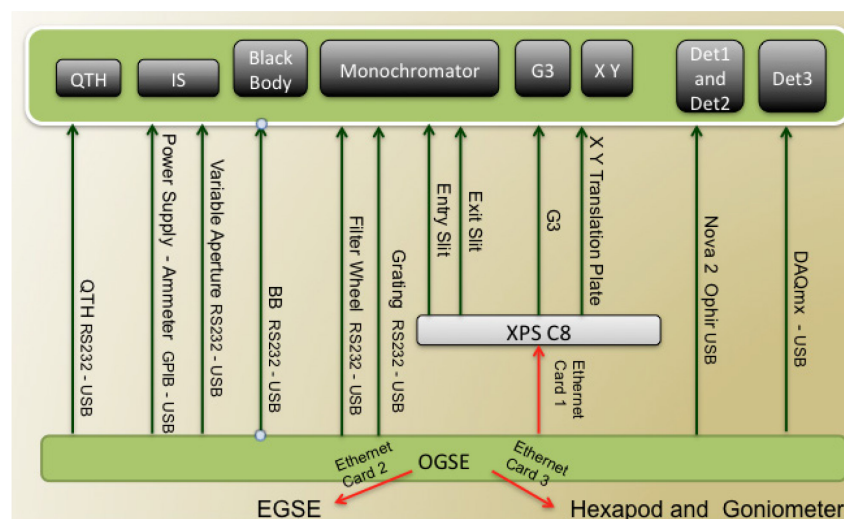 QTH
IS
Black
Body
Monochromator
G3
X Y
Det1
and
Det2
Det3
QTH RS232 - USB
Power Supply - Ammeter GPIB - USB
Variable Aperture RS232 - USB
BB RS232 - USB
Filter Wheel RS232 - USB
Grating RS232 - USB
Entry Slit
Exit Slit
G3
X Y Translation Plate
Nova 2 Ophir USB
DAQmx - USB
XPS C8
Ethernet
Card 1
Ethernet
Card 2
OGSE
Ethernet
Card 3
EGSE
Hexapod and Goniometer